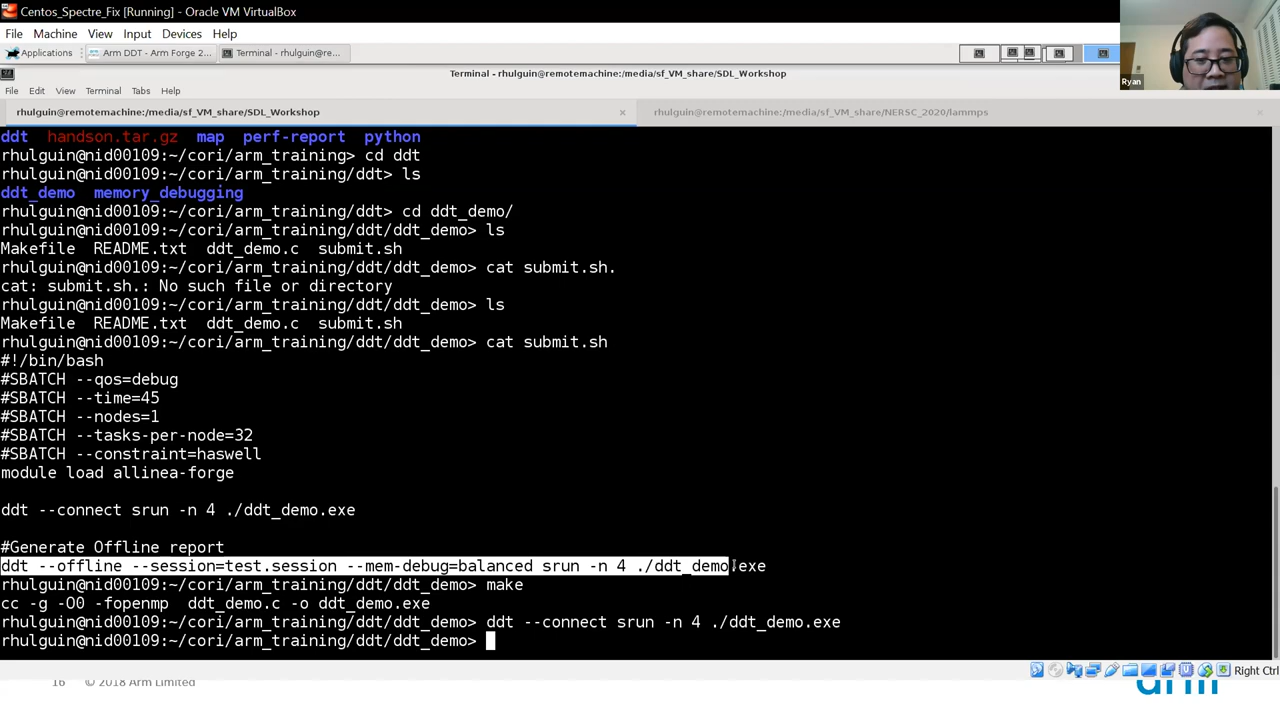 Centos_Spectre_Fix [Running] - Oracle VM VirtualBox
File Machine View Input Devices Help
Applications Arm DDT - Arm Forge 2... Terminal - rhulguin@re...
Ryan
Terminal - rhulguin@remotemachine:/media/sf_VM_share/SDL_Workshop
File Edit View Terminal Tabs Help
rhulguin@remotemachine:/media/sf_VM_share/SDL_Workshop × rhulguin@remotemachine:/media/sf_VM_share/NERSC_2020/lammps ×
ddt handson.tar.gz map perf-report python
rhulguin@nid00109:~/cori/arm_training> cd ddt
rhulguin@nid00109:~/cori/arm_training/ddt> ls
ddt_demo memory_debugging
rhulguin@nid00109:~/cori/arm_training/ddt> cd ddt_demo/
rhulguin@nid00109:~/cori/arm_training/ddt/ddt_demo> ls
Makefile README.txt ddt_demo.c submit.sh
rhulguin@nid00109:~/cori/arm_training/ddt/ddt_demo> cat submit.sh.
cat: submit.sh.: No such file or directory
rhulguin@nid00109:~/cori/arm_training/ddt/ddt_demo> ls
Makefile README.txt ddt_demo.c submit.sh
rhulguin@nid00109:~/cori/arm_training/ddt/ddt_demo> cat submit.sh
#!/bin/bash
#SBATCH --qos=debug
#SBATCH --time=45
#SBATCH --nodes=1
#SBATCH --tasks-per-node=32
#SBATCH --constraint=haswell
module load allinea-forge
ddt --connect srun -n 4 ./ddt_demo.exe
#Generate Offline report
ddt --offline --session=test.session --mem-debug=balanced srun -n 4 ./ddt_demo.exe
rhulguin@nid00109:~/cori/arm_training/ddt/ddt_demo> make
cc -g -O0 -fopenmp ddt_demo.c -o ddt_demo.exe
rhulguin@nid00109:~/cori/arm_training/ddt/ddt_demo> ddt --connect srun -n 4 ./ddt_demo.exe
rhulguin@nid00109:~/cori/arm_training/ddt/ddt_demo>
Right Ctrl
16 © 2018 Arm Limited
arm